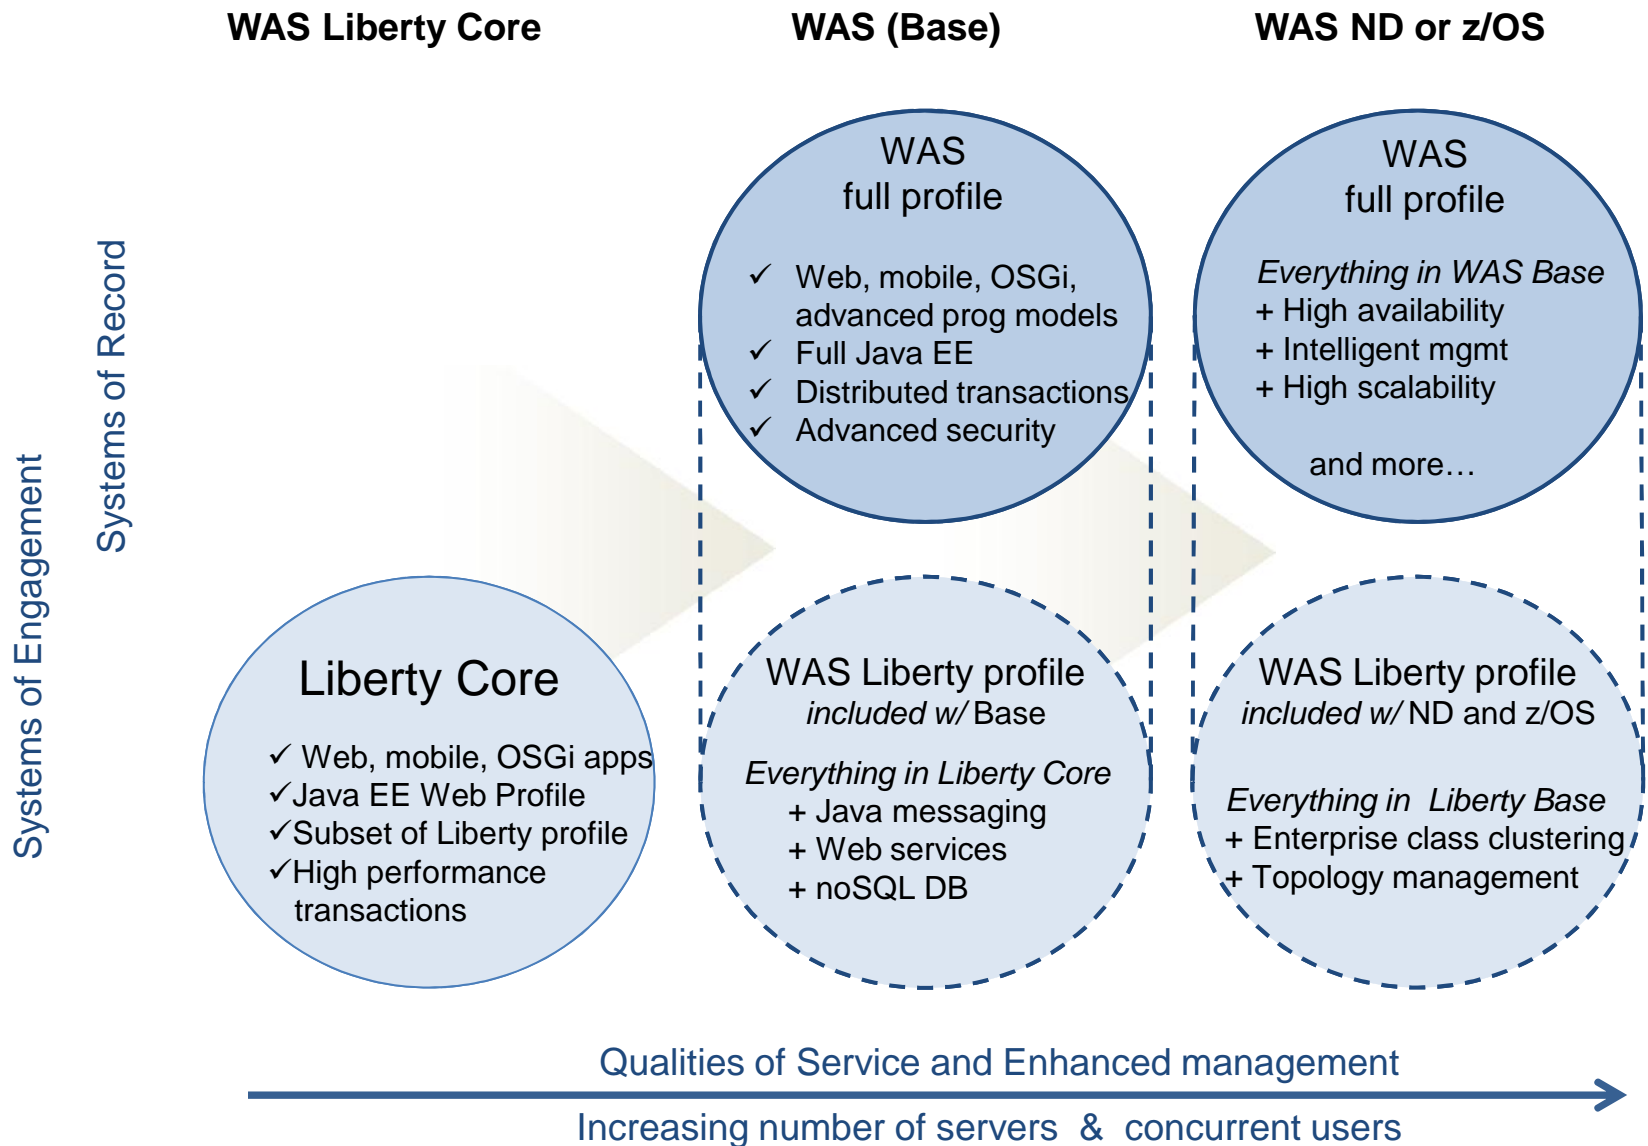 WAS Liberty Core
WAS (Base)
WAS ND or z/OS
Systems of Engagement
Systems of Record
WAS
full profile
✓ Web, mobile, OSGi,
advanced prog models
✓ Full Java EE
✓ Distributed transactions
✓ Advanced security
WAS
full profile
Everything in WAS Base
+ High availability
+ Intelligent mgmt
+ High scalability
and more…
Liberty Core
✓ Web, mobile, OSGi apps
✓Java EE Web Profile
✓Subset of Liberty profile
✓High performance
transactions
WAS Liberty profile
included w/ Base
Everything in Liberty Core
+ Java messaging
+ Web services
+ noSQL DB
WAS Liberty profile
included w/ ND and z/OS
Everything in Liberty Base
+ Enterprise class clustering
+ Topology management
Qualities of Service and Enhanced management
Increasing number of servers & concurrent users